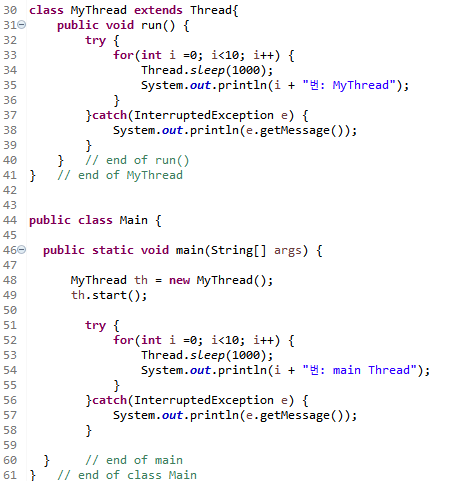 30 class MyThread extends Thread{
31 public void run() {
32 try {
33 for(int i =0; i<10; i++) {
34 Thread.sleep(1000);
35 System.out.println(i + "번: MyThread");
36 }
37 }catch(InterruptedException e) {
38 System.out.println(e.getMessage());
39 }
40 } // end of run()
41 } // end of MyThread
42
43
44 public class Main {
45
46 public static void main(String[] args) {
47
48 MyThread th = new MyThread();
49 th.start();
50
51 try {
52 for(int i =0; i<10; i++) {
53 Thread.sleep(1000);
54 System.out.println(i + "번: main Thread");
55 }
56 }catch(InterruptedException e) {
57 System.out.println(e.getMessage());
58 }
59
60 } // end of main
61 } // end of class Main